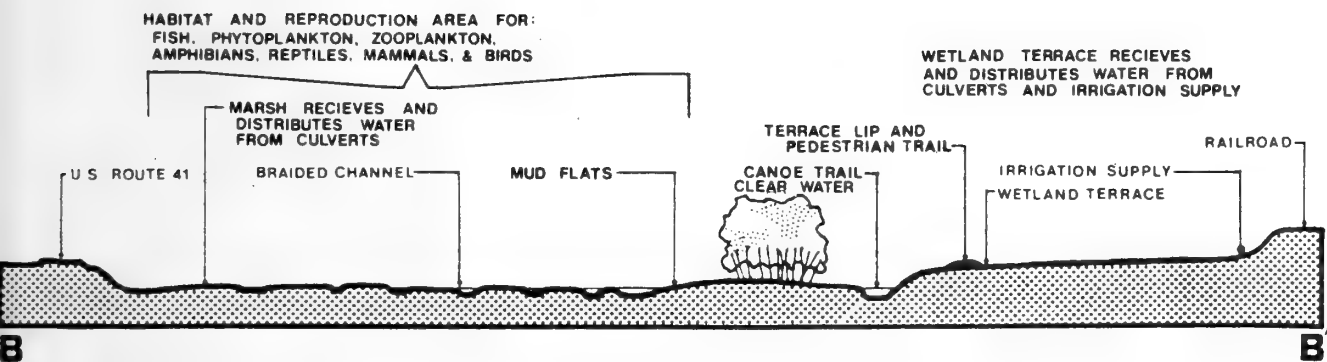 HABITAT AND REPRODUCTION AREA FOR:
FISH, PHYTOPLANKTON, ZOOPLANKTON,
AMPHIBIANS, REPTILES, MAMMALS, & BIRDS
WETLAND TERRACE RECIEVES
AND DISTRIBUTES WATER FROM
CULVERTS AND IRRIGATION SUPPLY
MARSH RECIEVES AND
DISTRIBUTES WATER
FROM CULVERTS
TERRACE LIP AND
PEDESTRIAN TRAIL
RAILROAD
U S ROUTE 41
BRAIDED CHANNEL
MUD FLATS
CANOE TRAIL
CLEAR WATER
IRRIGATION SUPPLY
WETLAND TERRACE
B
B'